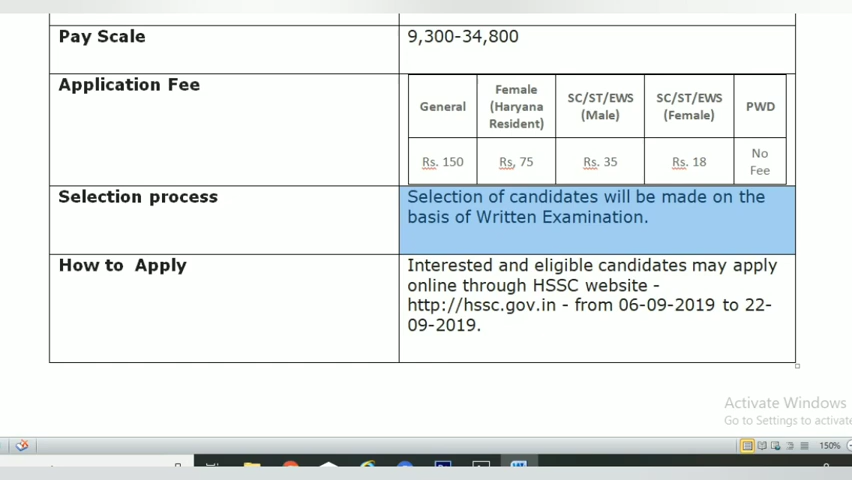 Pay Scale
9,300-34,800
Application Fee
General
Female
(Haryana
Resident)
SC/ST/EWS
(Male)
SC/ST/EWS
(Female)
PWD
Rs. 150
Rs, 75
Rs. 35
Rs. 18
No
Fee
Selection process
Selection of candidates will be made on the
basis of Written Examination.
How to  Apply
Interested and eligible candidates may apply
online through HSSC website -
http://hssc.gov.in - from 06-09-2019 to 22-
09-2019.
Activate Windows
Go to Settings to activate
150%